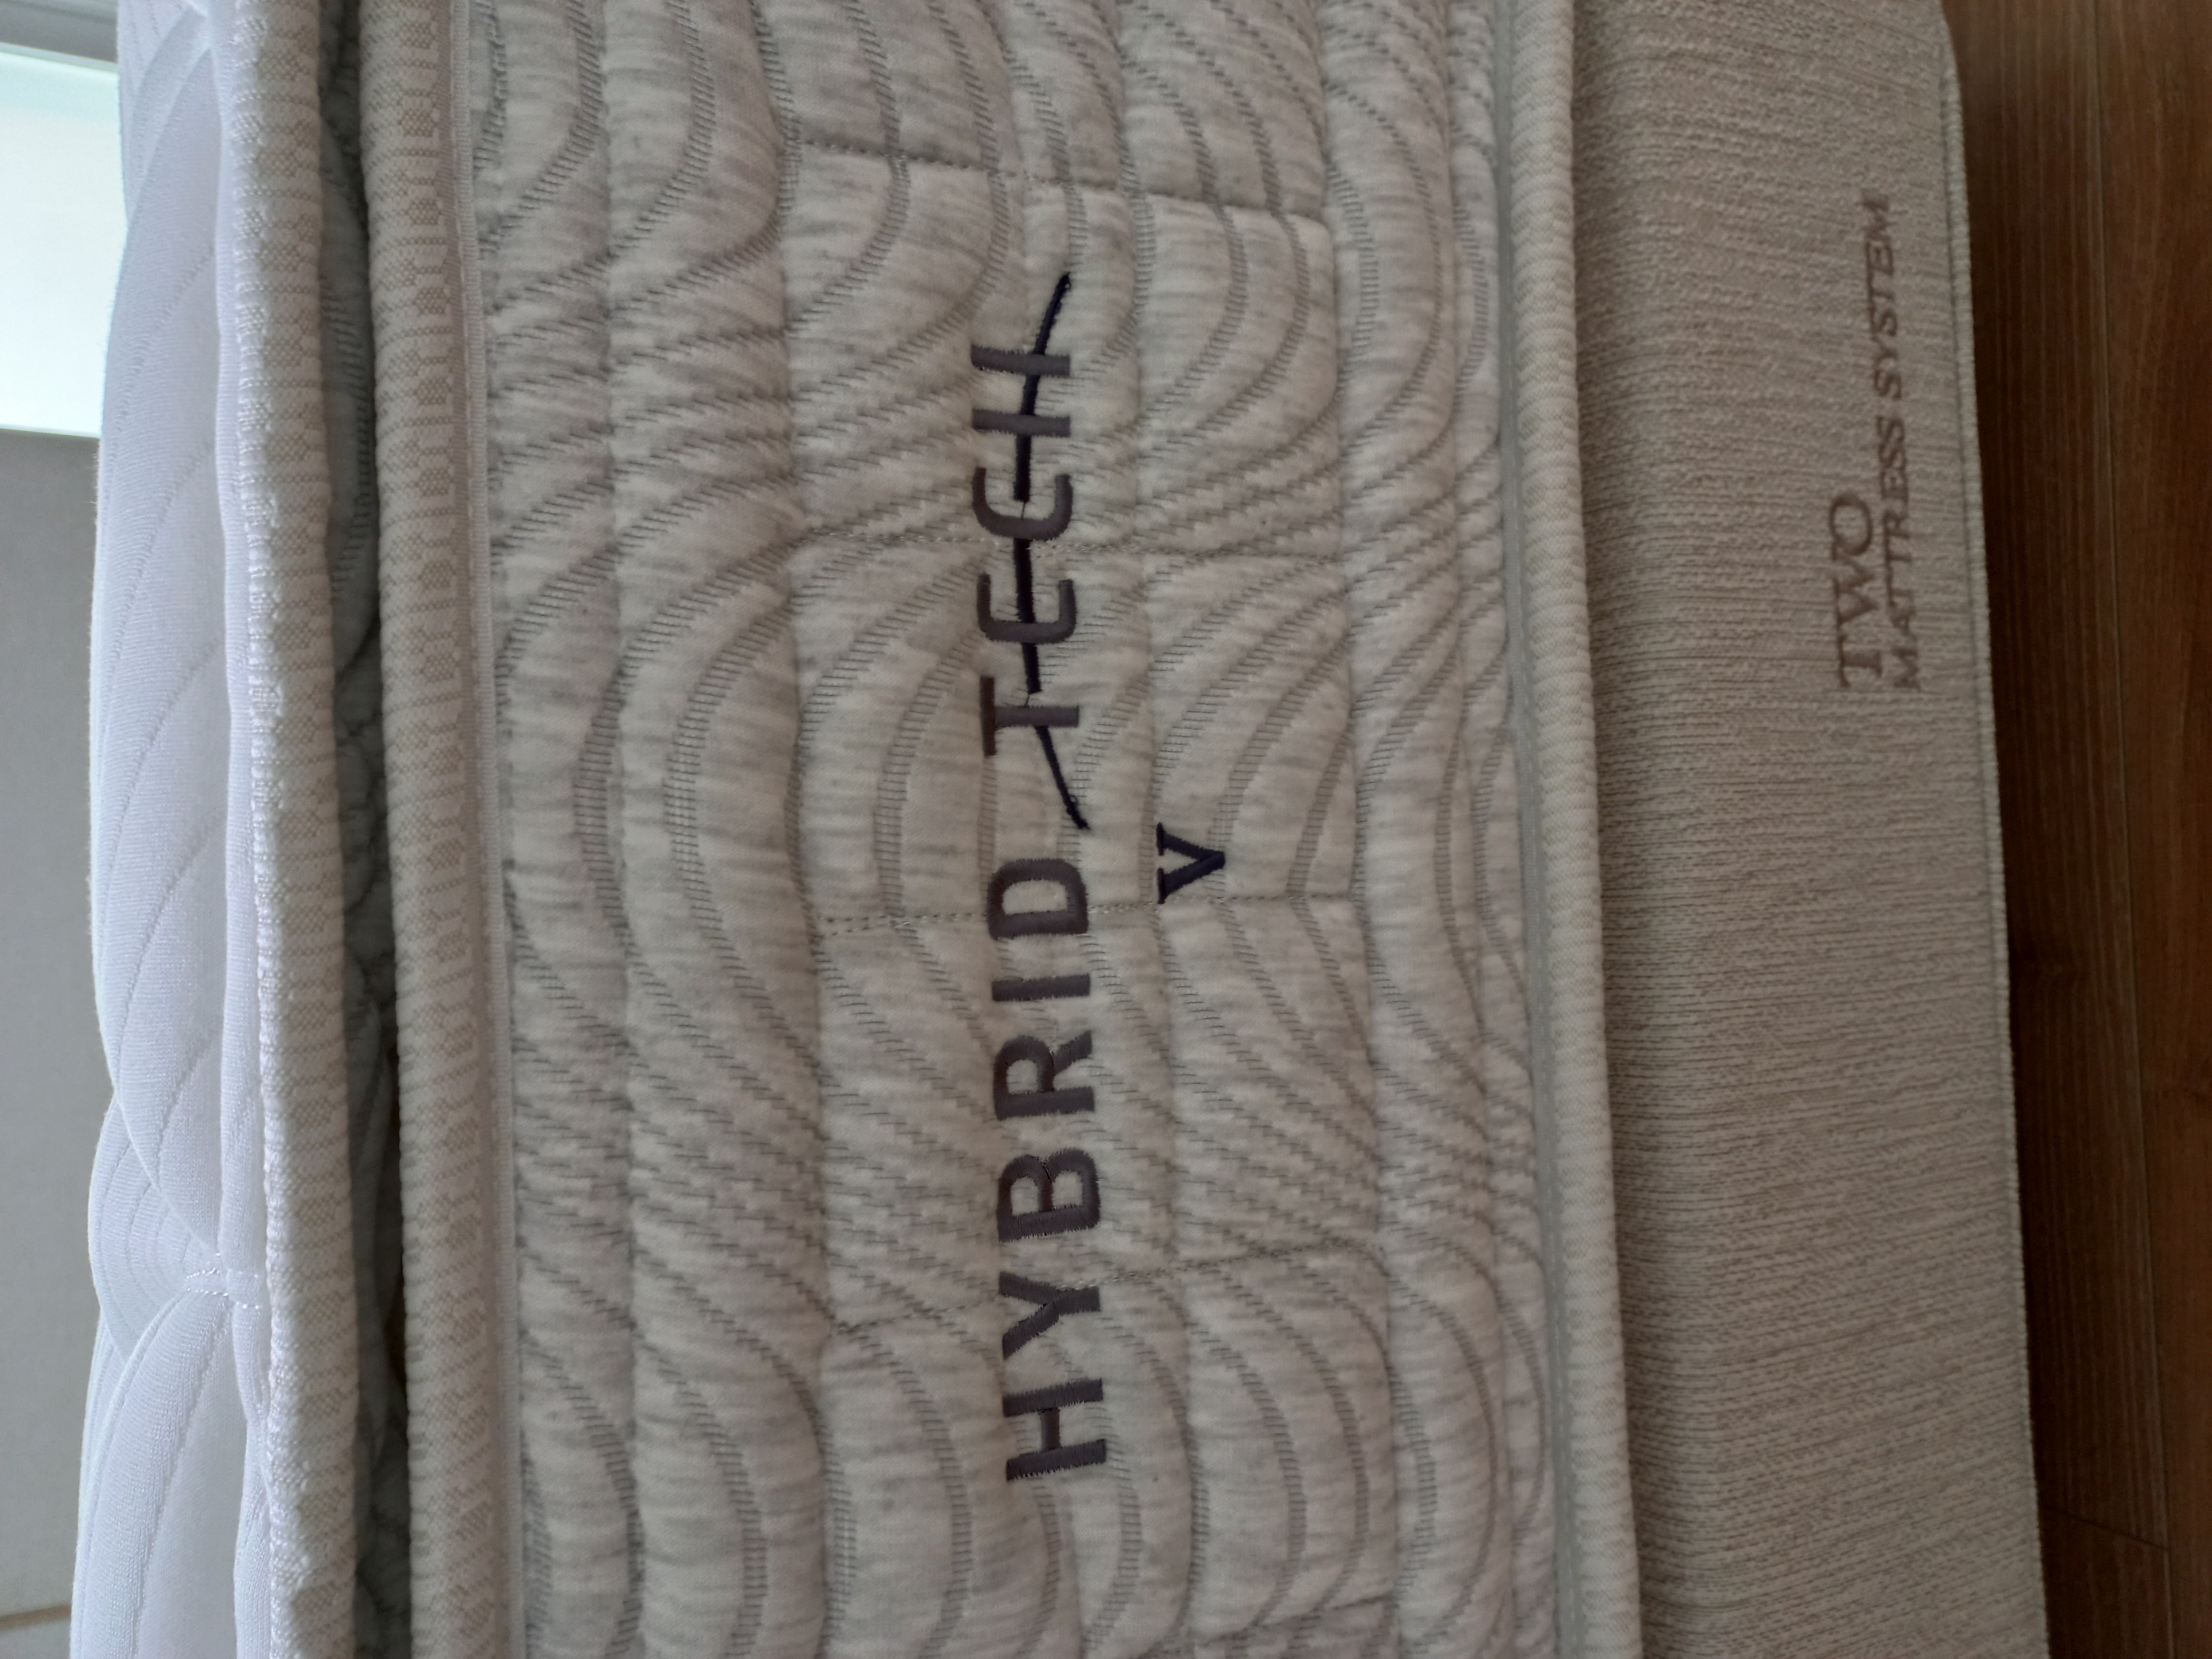 HYBRID TECH
V
TWO
MATTRESS SYSTEM